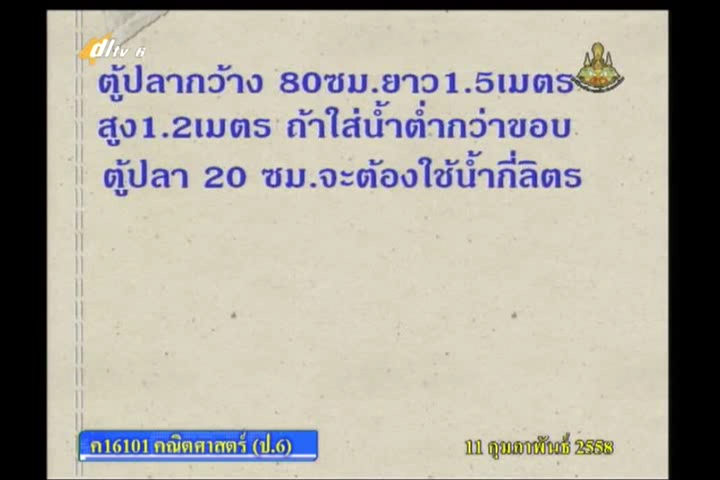 dltv 6
ตู้ปลากว้าง 80ซม.ยาว1.5เมตร
สูง1.2เมตร ถ้าใส่น้ำต่ำกว่าขอบ
ตู้ปลา 20 ซม.จะต้องใช้น้ำกี่ลิตร
ค16101 คณิตศาสตร์ (ป.6)
11 กุมภาพันธ์ 2558